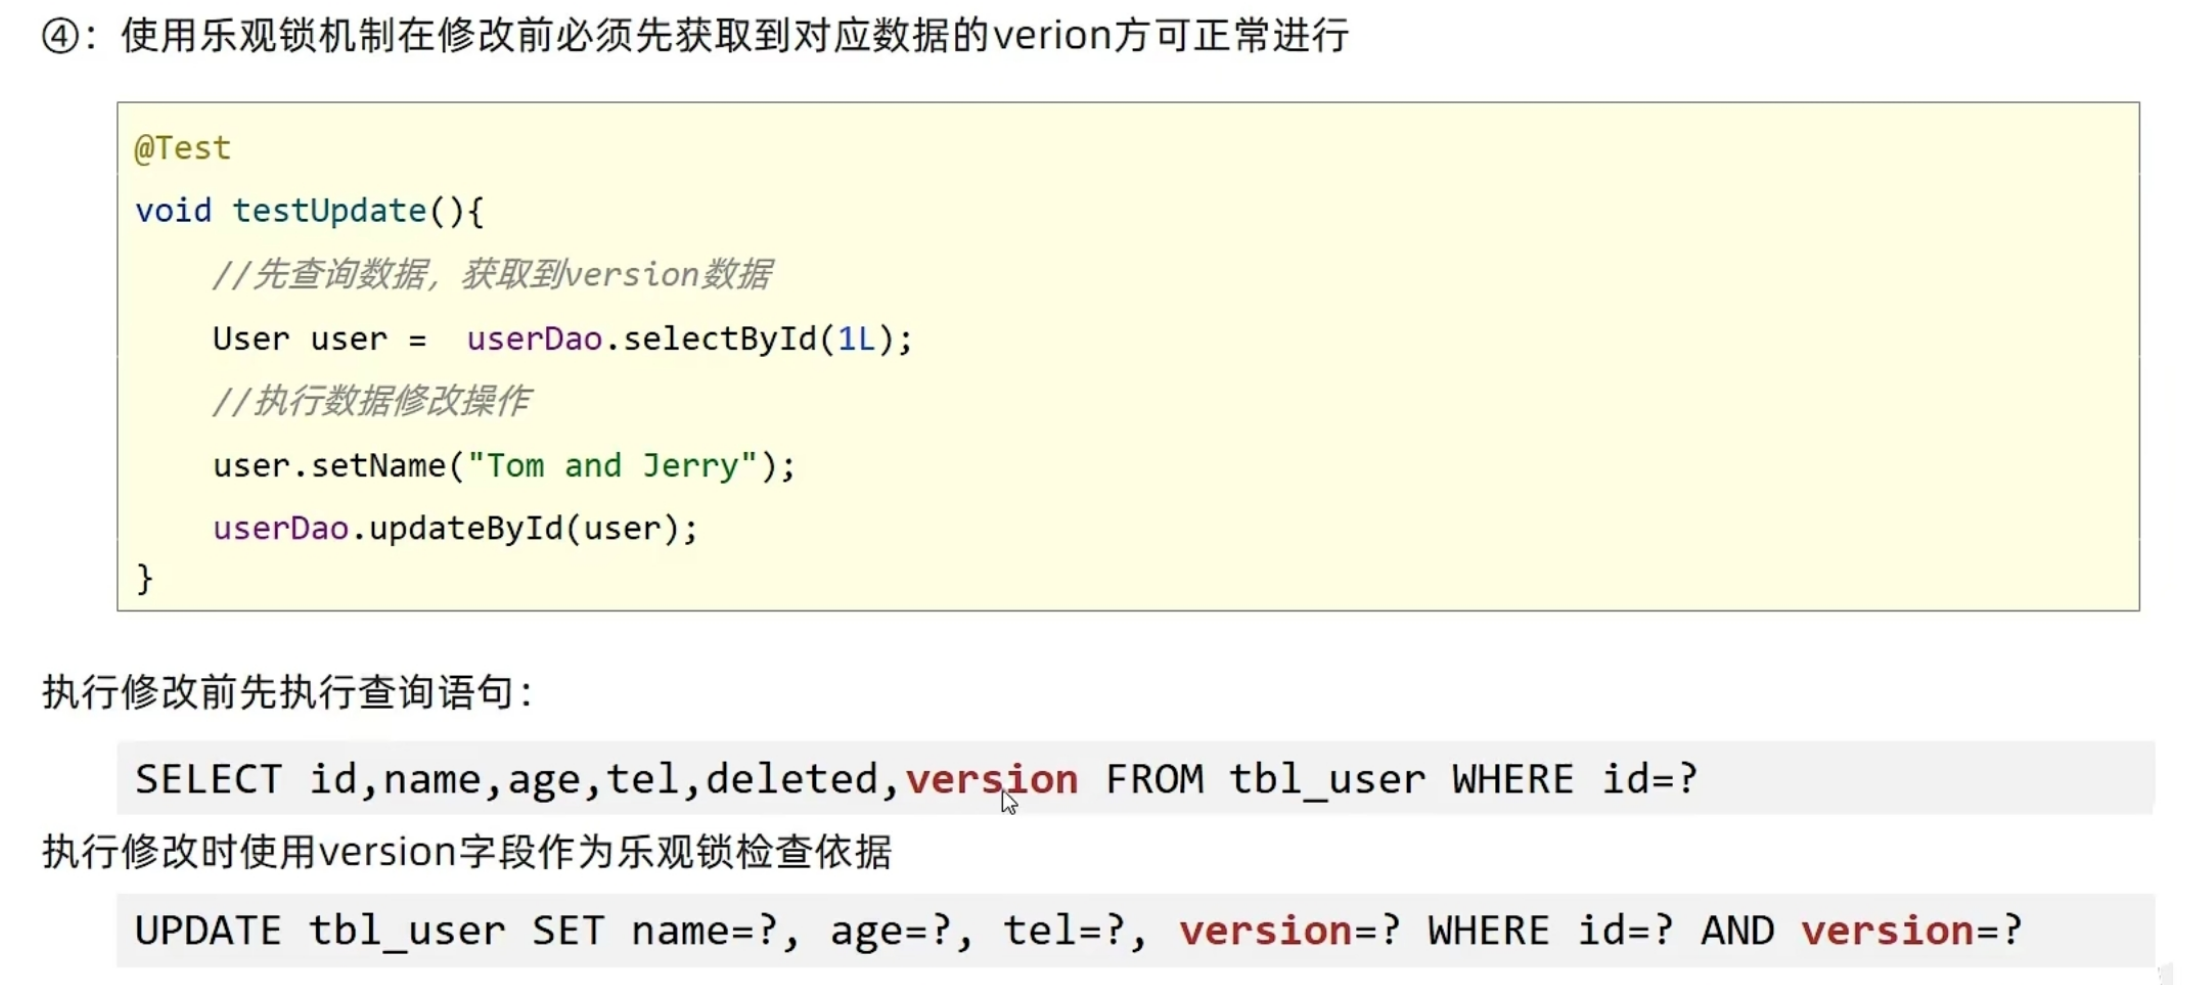 ④：使用乐观锁机制在修改前必须先获取到对应数据的verion方可正常进行
@Test
void testUpdate(){
//先查询数据，获取到version数据
User user =  userDao.selectById(1L);
//执行数据修改操作
user.setName("Tom and Jerry");
userDao.updateById(user);
}
执行修改前先执行查询语句：
SELECT id,name,age,tel,deleted,version FROM tbl_user WHERE id=?
执行修改时使用version字段作为乐观锁检查依据
UPDATE tbl_user SET name=?, age=?, tel=?, version=? WHERE id=? AND version=?